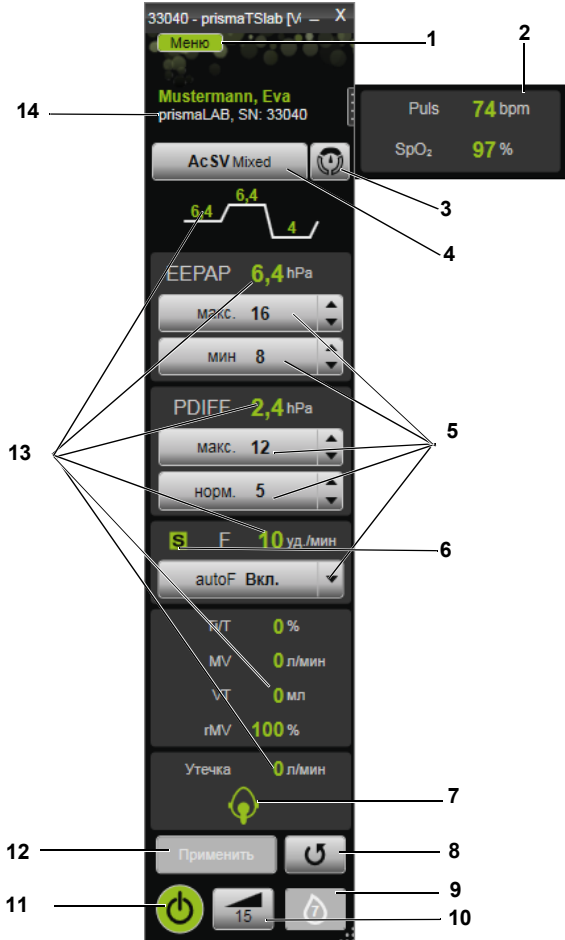 33040 - prismaTSlab [V – X
Меню
1
2
Mustermann, Eva
14
prismaLAB, SN: 33040
Puls 74 bpm
SpO₂ 97 %
AcSV Mixed
3
4
6,4 6,4 4
EEPAP 6,4 hPa
макс. 16
мин 8
PDIFF 2,4 hPa
13
макс. 12
5
норм. 5
S F 10 уд./мин
6
autoF Вкл.
Ti/T 0 %
MV 0 л/мин
VT 0 мл
rMV 100 %
Утечка 0 л/мин
7
12
Применить
8
11
15
7
9
10